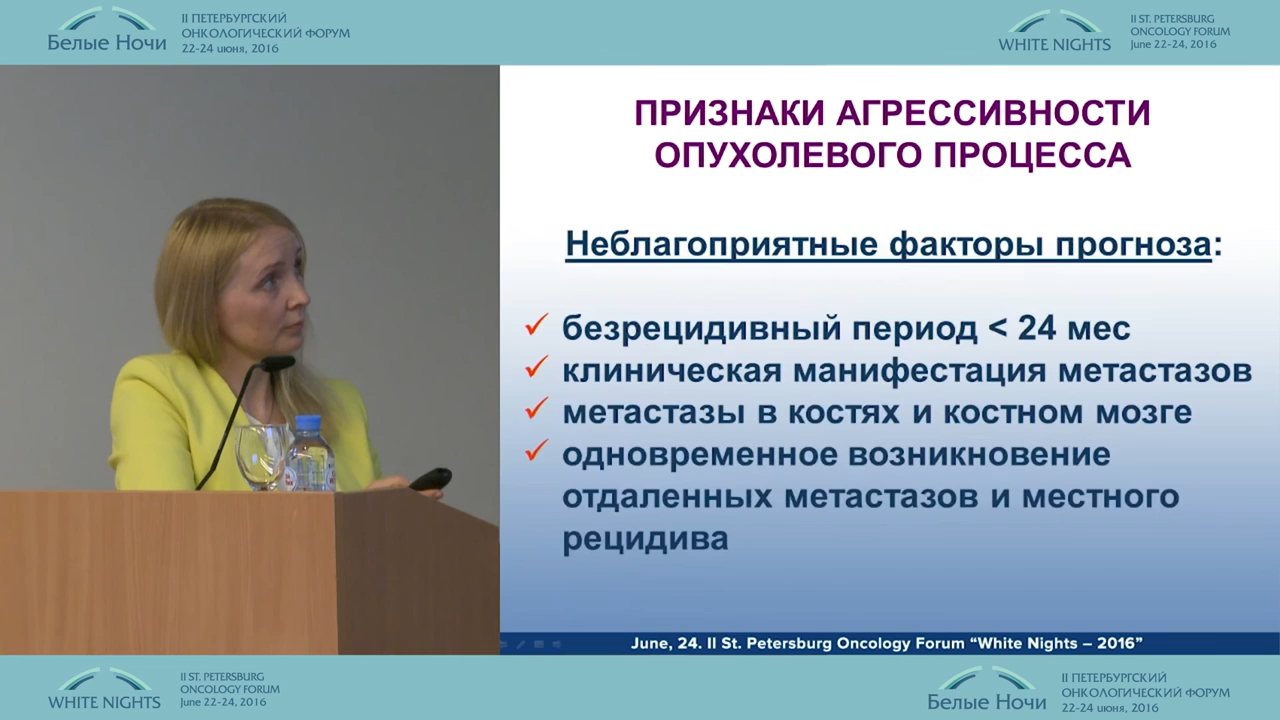 Белые Ночи
II ПЕТЕРБУРГСКИЙ
ОНКОЛОГИЧЕСКИЙ ФОРУМ
22-24 июня, 2016
WHITE NIGHTS
II ST. PETERSBURG
ONCOLOGY FORUM
June 22-24, 2016
ПРИЗНАКИ АГРЕССИВНОСТИ
ОПУХОЛЕВОГО ПРОЦЕССА
Неблагоприятные факторы прогноза:
✓ безрецидивный период < 24 мес
✓ клиническая манифестация метастазов
✓ метастазы в костях и костном мозге
✓ одновременное возникновение
отдаленных метастазов и местного
рецидива
June, 24. II St. Petersburg Oncology Forum “White Nights – 2016”
WHITE NIGHTS
II ST. PETERSBURG
ONCOLOGY FORUM
June 22-24, 2016
Белые Ночи
II ПЕТЕРБУРГСКИЙ
ОНКОЛОГИЧЕСКИЙ ФОРУМ
22-24 июня, 2016